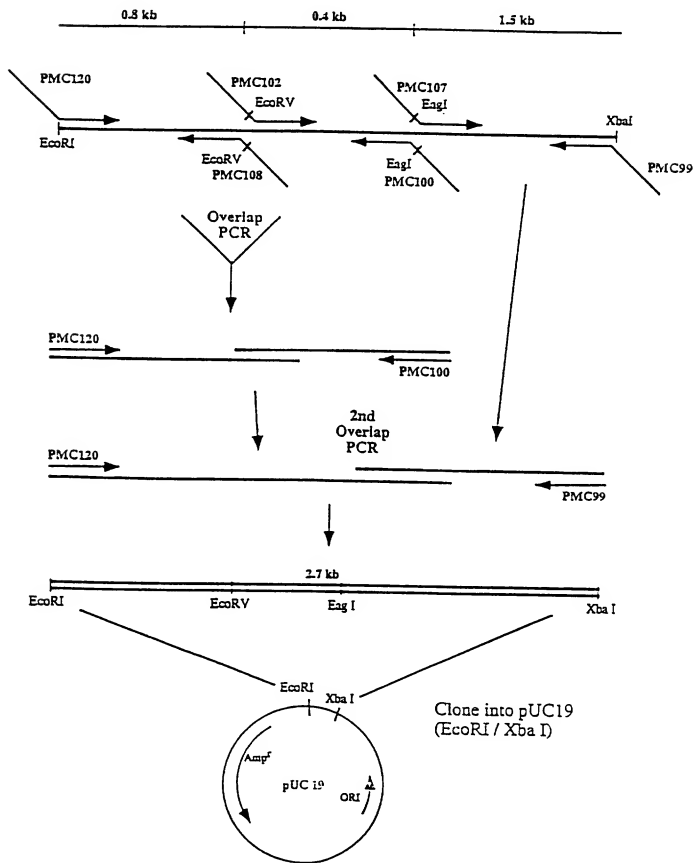 0.8 kb 0.4 kb 1.5 kb
PMC120
PMC102
EcoRV
PMC107
EagI
XbaI
EcoRI
EcoRV
PMC108
EagI
PMC100
PMC99
Overlap
PCR
PMC120
PMC100
2nd
Overlap
PCR
PMC120
PMC99
2.7 kb
EcoRI EcoRV Eag I Xba I
EcoRI Xba I
Clone into pUC19
(EcoRI / Xba I)
Ampr
pUC 19
ORI